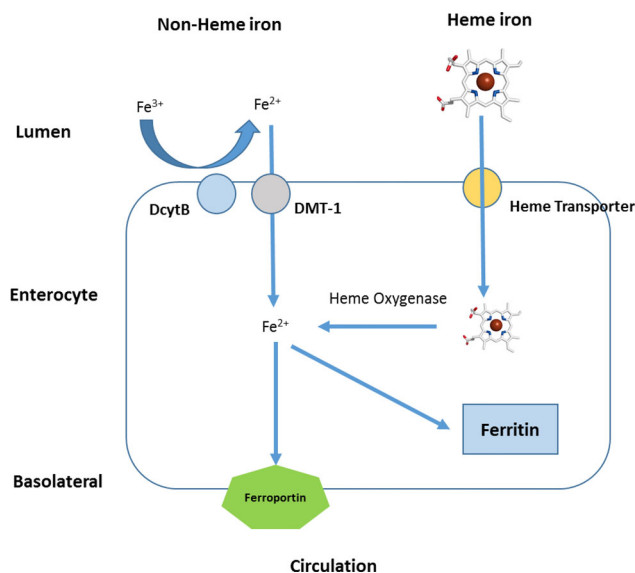 Non-Heme iron
Heme iron
Fe³⁺
Fe²⁺
Lumen
DcytB
DMT-1
Heme Transporter
Enterocyte
Heme Oxygenase
Fe²⁺
Ferritin
Basolateral
Ferroportin
Circulation